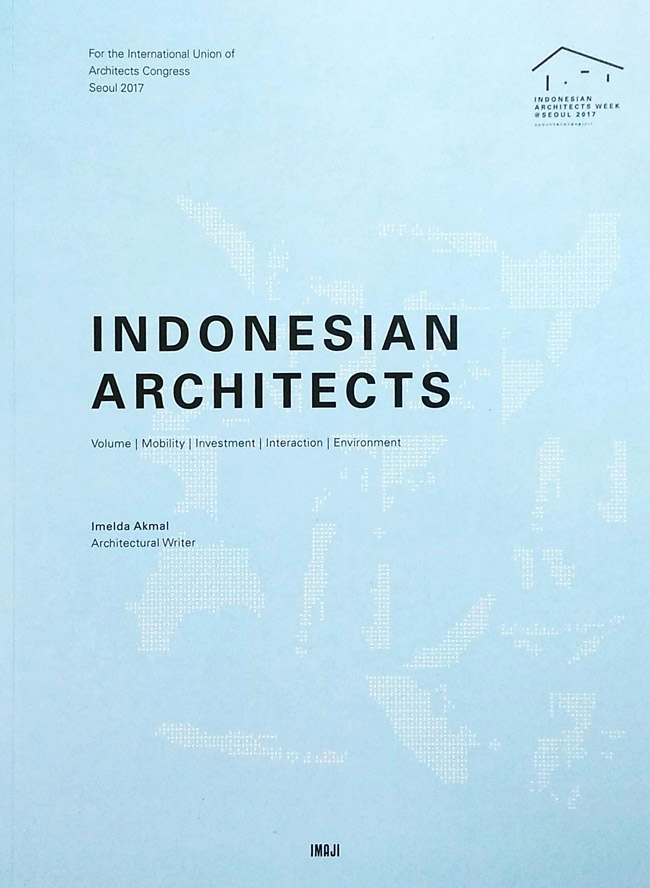 For the International Union of
Architects Congress
Seoul 2017
INDONESIAN
ARCHITECTS WEEK
@SEOUL 2017
INDONESIAN
ARCHITECTS
Volume | Mobility | Investment | Interaction | Environment
Imelda Akmal
Architectural Writer
IMAJI